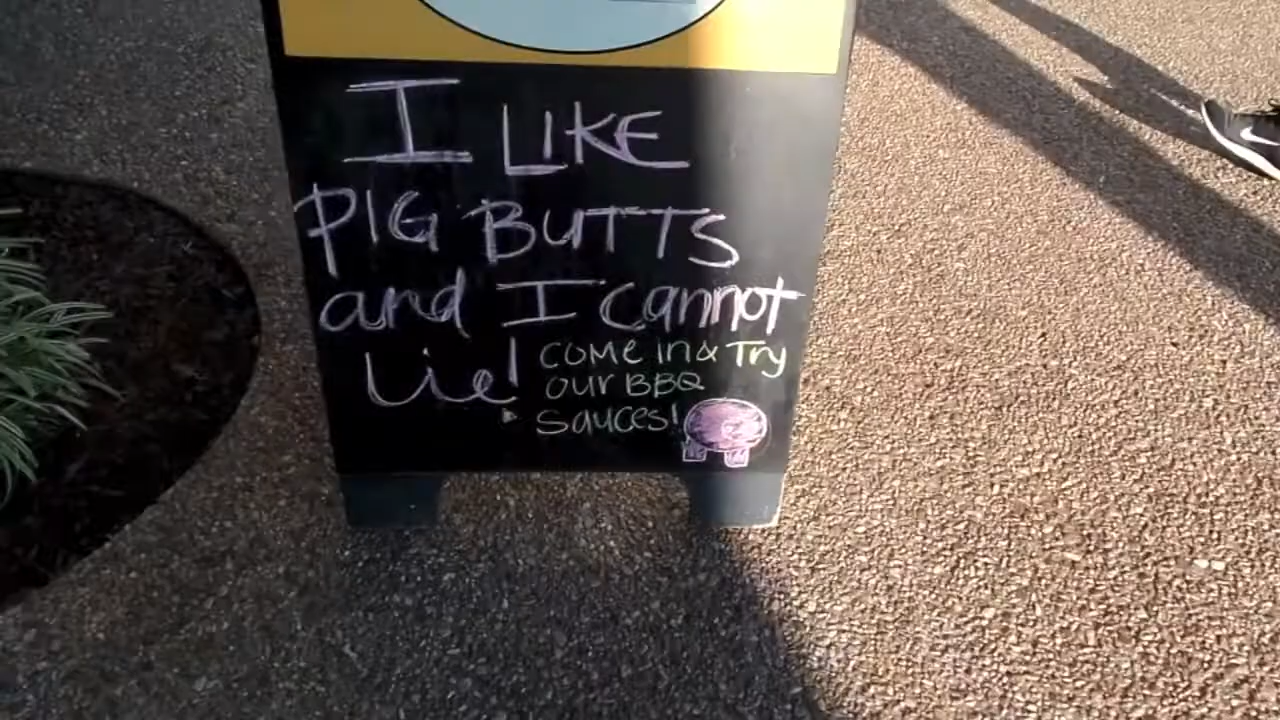 I LIKE
PIG BUTTS
and I cannot
Lie!
COME in & Try
our BBQ
sauces!